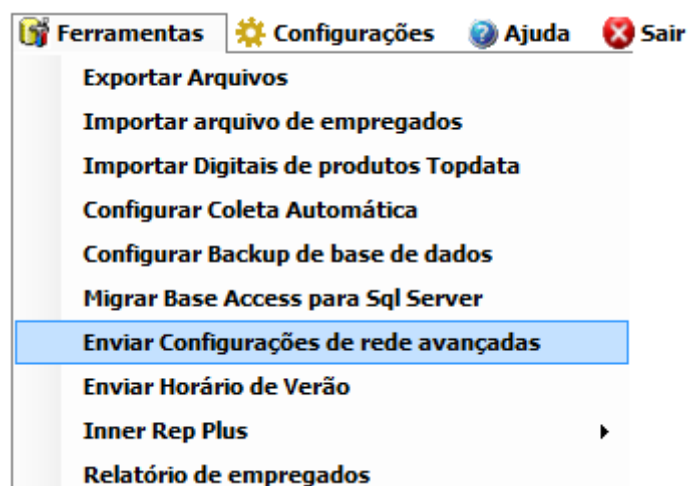 Ferramentas Configurações Ajuda Sair
Exportar Arquivos
Importar arquivo de empregados
Importar Digitais de produtos Topdata
Configurar Coleta Automática
Configurar Backup de base de dados
Migrar Base Access para Sql Server
Enviar Configurações de rede avançadas
Enviar Horário de Verão
Inner Rep Plus
Relatório de empregados